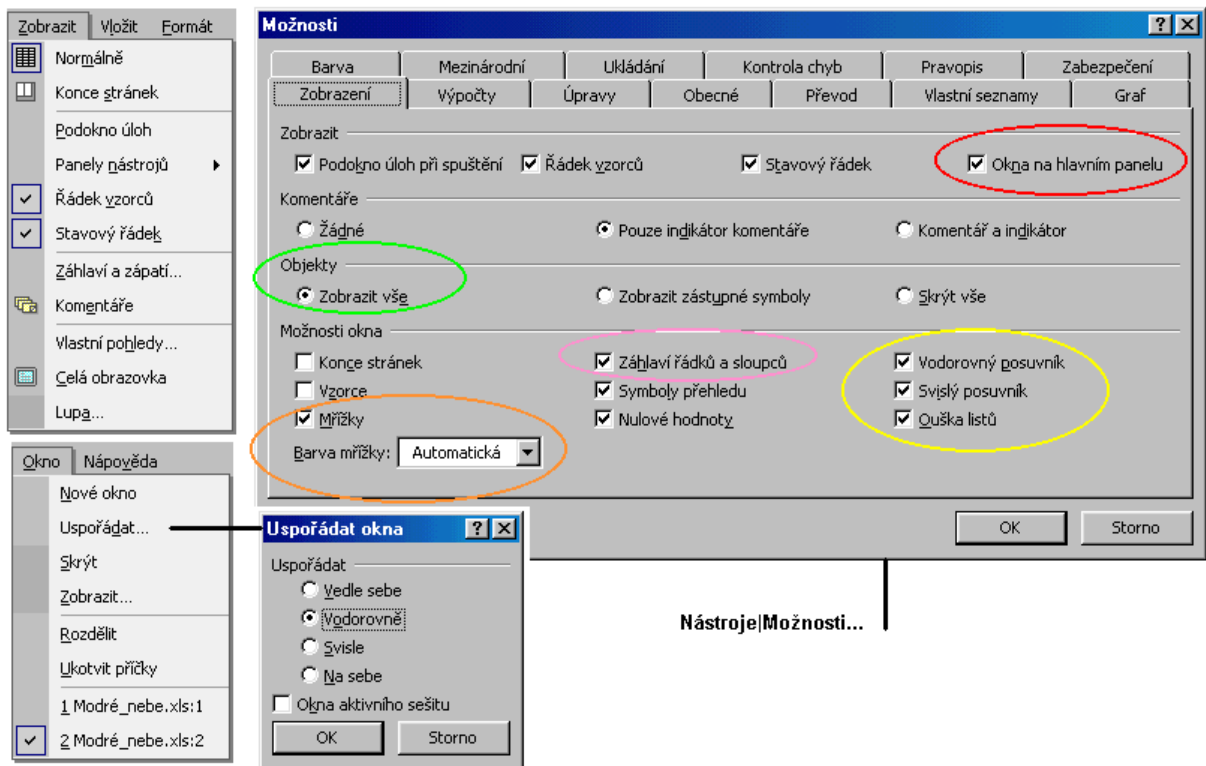 Zobrazit Vložit Formát
Normálně
Konce stránek
Podokno úloh
Panely nástrojů
Řádek vzorců
Stavový řádek
Záhlaví a zápatí...
Komentáře
Vlastní pohledy...
Celá obrazovka
Lupa...
Možnosti
Barva Mezinárodní Ukládání Kontrola chyb Pravopis Zabezpečení
Zobrazení Výpočty Úpravy Obecné Převod Vlastní seznamy Graf
Zobrazit
Podokno úloh při spuštění Řádek vzorců Stavový řádek Okna na hlavním panelu
Komentáře
Žádné Pouze indikátor komentáře Komentář a indikátor
Objekty
Zobrazit vše Zobrazit zástupné symboly Skrýt vše
Možnosti okna
Konce stránek Záhlaví řádků a sloupců Vodorovný posuvník
Vzorce Symboly přehledu Svislý posuvník
Mřížky Nulové hodnoty Ouška listů
Barva mřížky: Automatická
OK Storno
Okno Nápověda
Nové okno
Uspořádat...
Skrýt
Zobrazit...
Rozdělit
Ukotvit příčky
1 Modré_nebe.xls:1
2 Modré_nebe.xls:2
Uspořádat okna
Uspořádat
Vedle sebe
Vodorovně
Svisle
Na sebe
Okna aktivního sešitu
OK Storno
Nástroje|Možnosti...